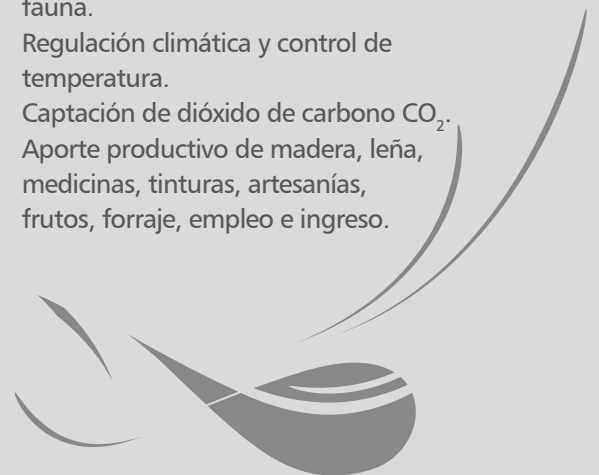 fauna.
Regulación climática y control de
temperatura.
Captación de dióxido de carbono CO₂.
Aporte productivo de madera, leña,
medicinas, tinturas, artesanías,
frutos, forraje, empleo e ingreso.